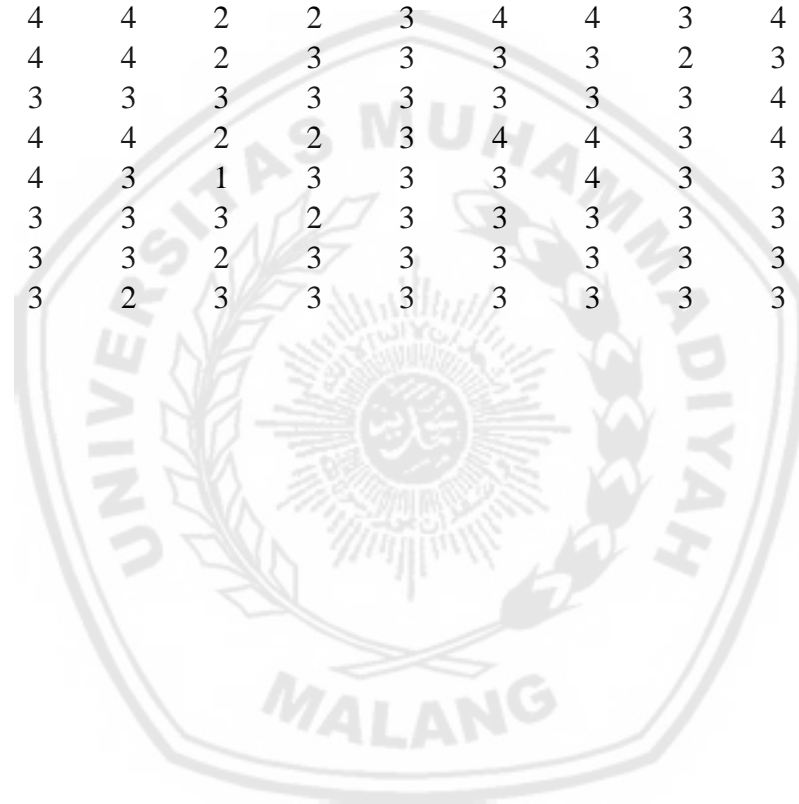 4 4 2 2 3 4 4 3 4
4 4 2 3 3 3 3 2 3
3 3 3 3 3 3 3 3 4
4 4 2 2 3 4 4 3 4
4 3 1 3 3 3 4 3 3
3 3 3 2 3 3 3 3 3
3 3 2 3 3 3 3 3 3
3 2 3 3 3 3 3 3 3
UNIVERSITAS MUHAMMADIYAH
MALANG